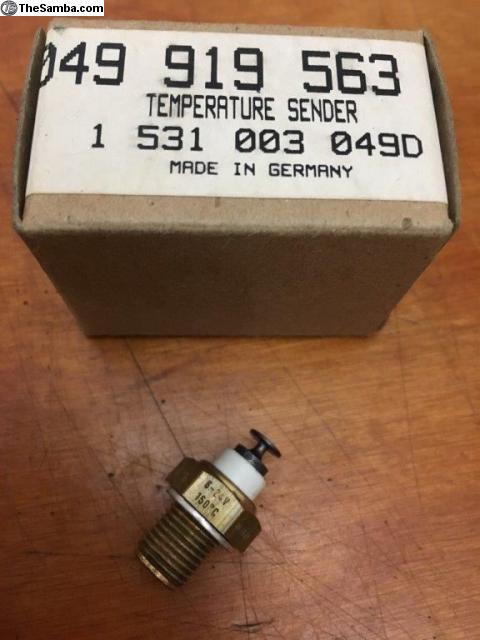 TheSamba.com
049 919 563
TEMPERATURE SENDER
1 531 003 049D
MADE IN GERMANY
6-24V
150°C